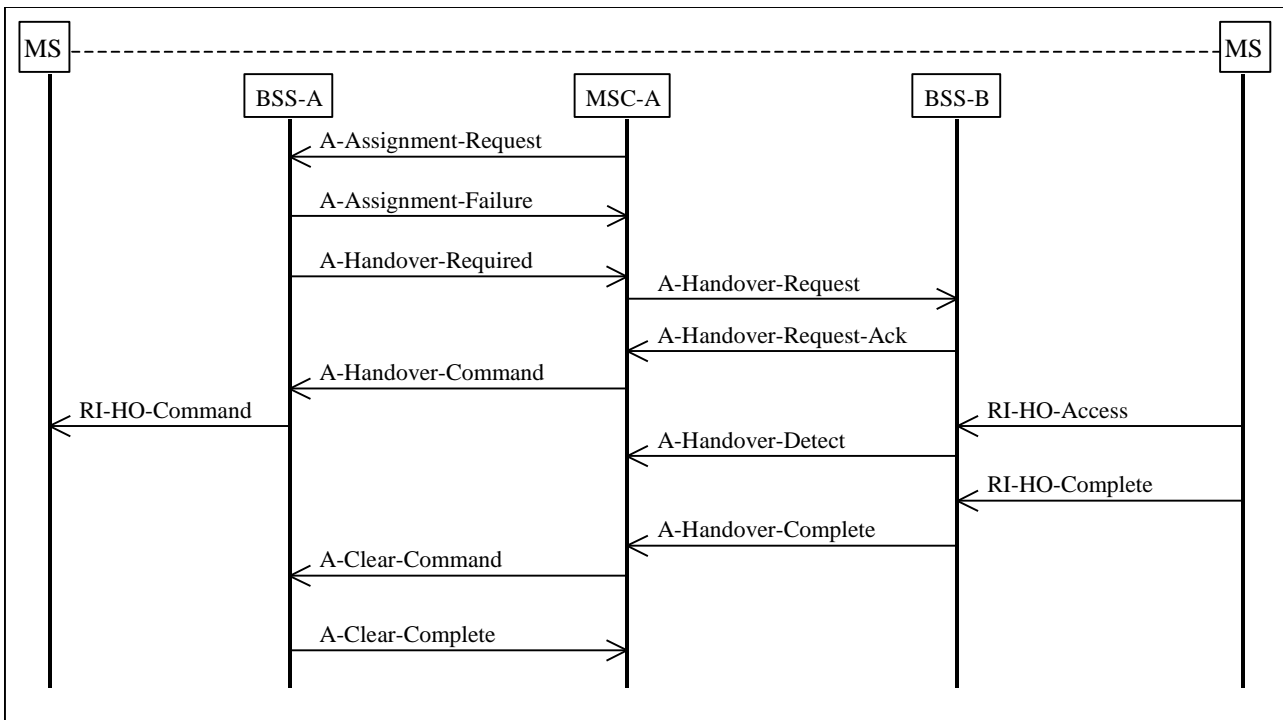 MS
MS
BSS-A
MSC-A
BSS-B
A-Assignment-Request
A-Assignment-Failure
A-Handover-Required
A-Handover-Request
A-Handover-Request-Ack
A-Handover-Command
RI-HO-Command
RI-HO-Access
A-Handover-Detect
RI-HO-Complete
A-Handover-Complete
A-Clear-Command
A-Clear-Complete